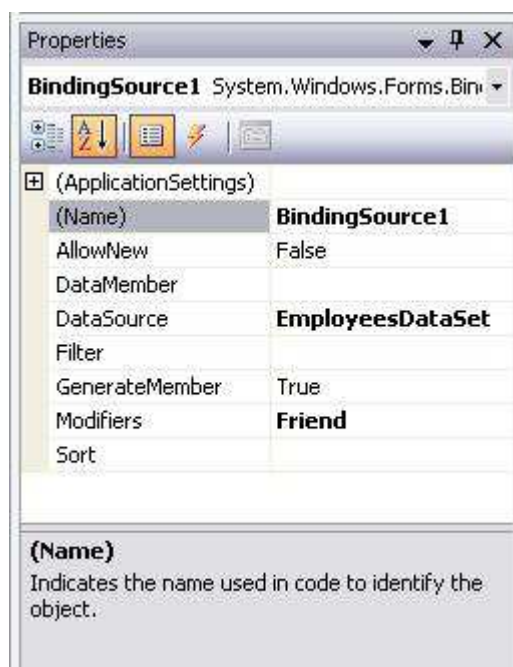 Properties
BindingSource1 System.Windows.Forms.Bin
(ApplicationSettings)
(Name) BindingSource1
AllowNew False
DataMember
DataSource EmployeesDataSet
Filter
GenerateMember True
Modifiers Friend
Sort
(Name)
Indicates the name used in code to identify the
object.